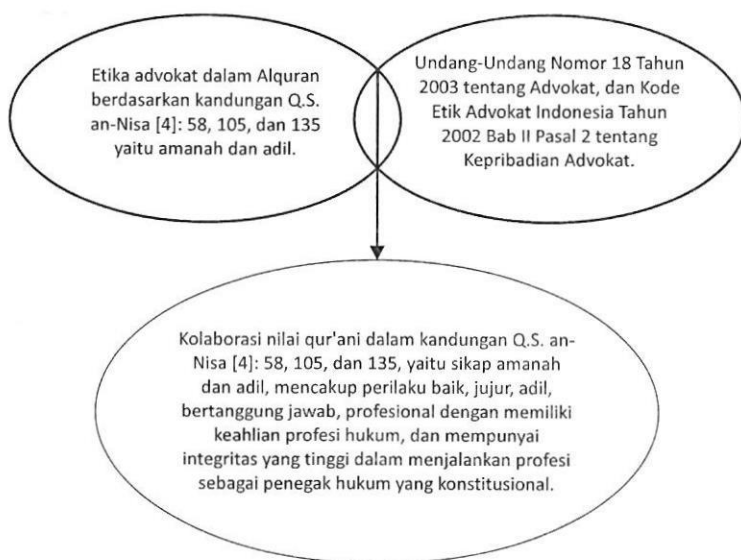 Etika advokat dalam Alquran
berdasarkan kandungan Q.S.
an-Nisa [4]: 58, 105, dan 135
yaitu amanah dan adil.
Undang-Undang Nomor 18 Tahun
2003 tentang Advokat, dan Kode
Etik Advokat Indonesia Tahun
2002 Bab II Pasal 2 tentang
Kepribadian Advokat.
Kolaborasi nilai qur'ani dalam kandungan Q.S. an-
Nisa [4]: 58, 105, dan 135, yaitu sikap amanah
dan adil, mencakup perilaku baik, jujur, adil,
bertanggung jawab, profesional dengan memiliki
keahlian profesi hukum, dan mempunyai
integritas yang tinggi dalam menjalankan profesi
sebagai penegak hukum yang konstitusional.